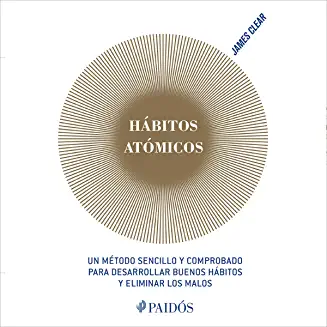 JAMES CLEAR
HÁBITOS
ATÓMICOS
UN MÉTODO SENCILLO Y COMPROBADO
PARA DESARROLLAR BUENOS HÁBITOS
Y ELIMINAR LOS MALOS
PAIDÓS